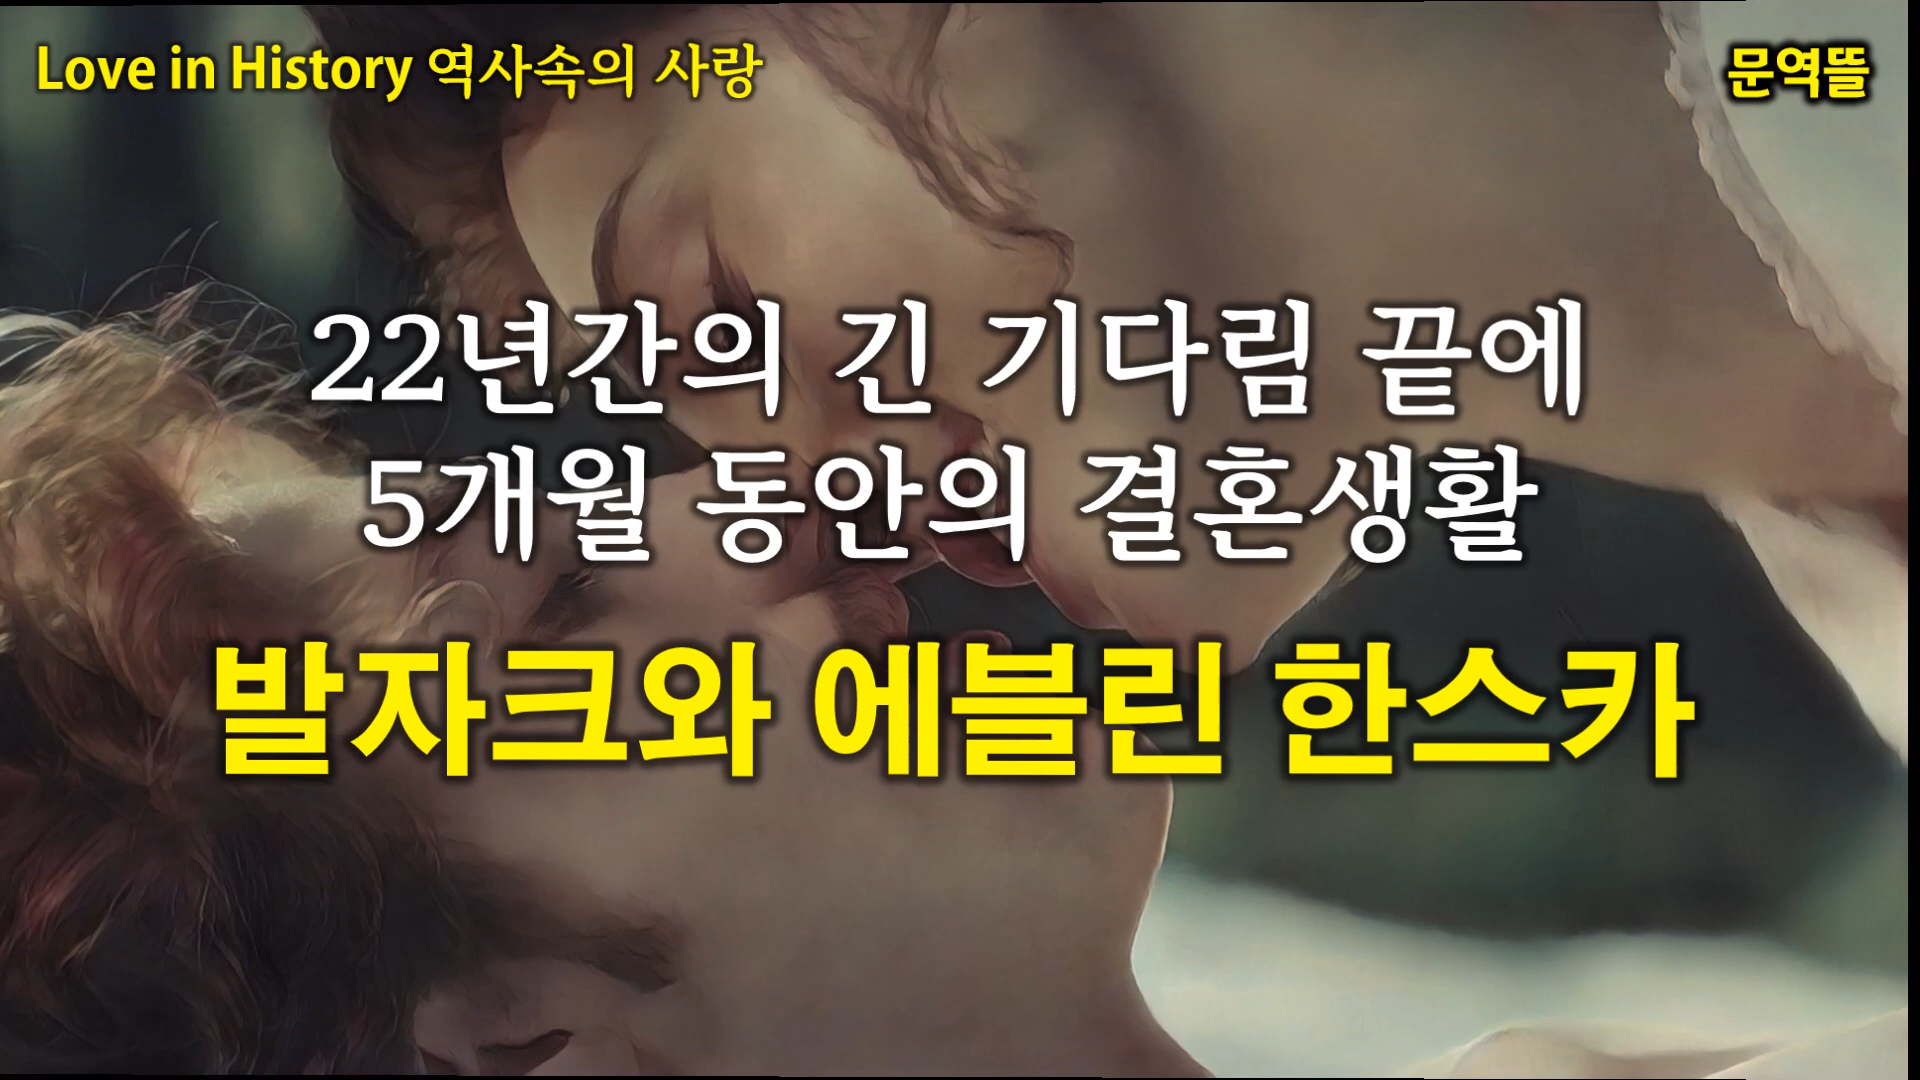 Love in History 역사속의 사랑
문역뜰
22년간의 긴 기다림 끝에
5개월 동안의 결혼생활
발자크와 에블린 한스카